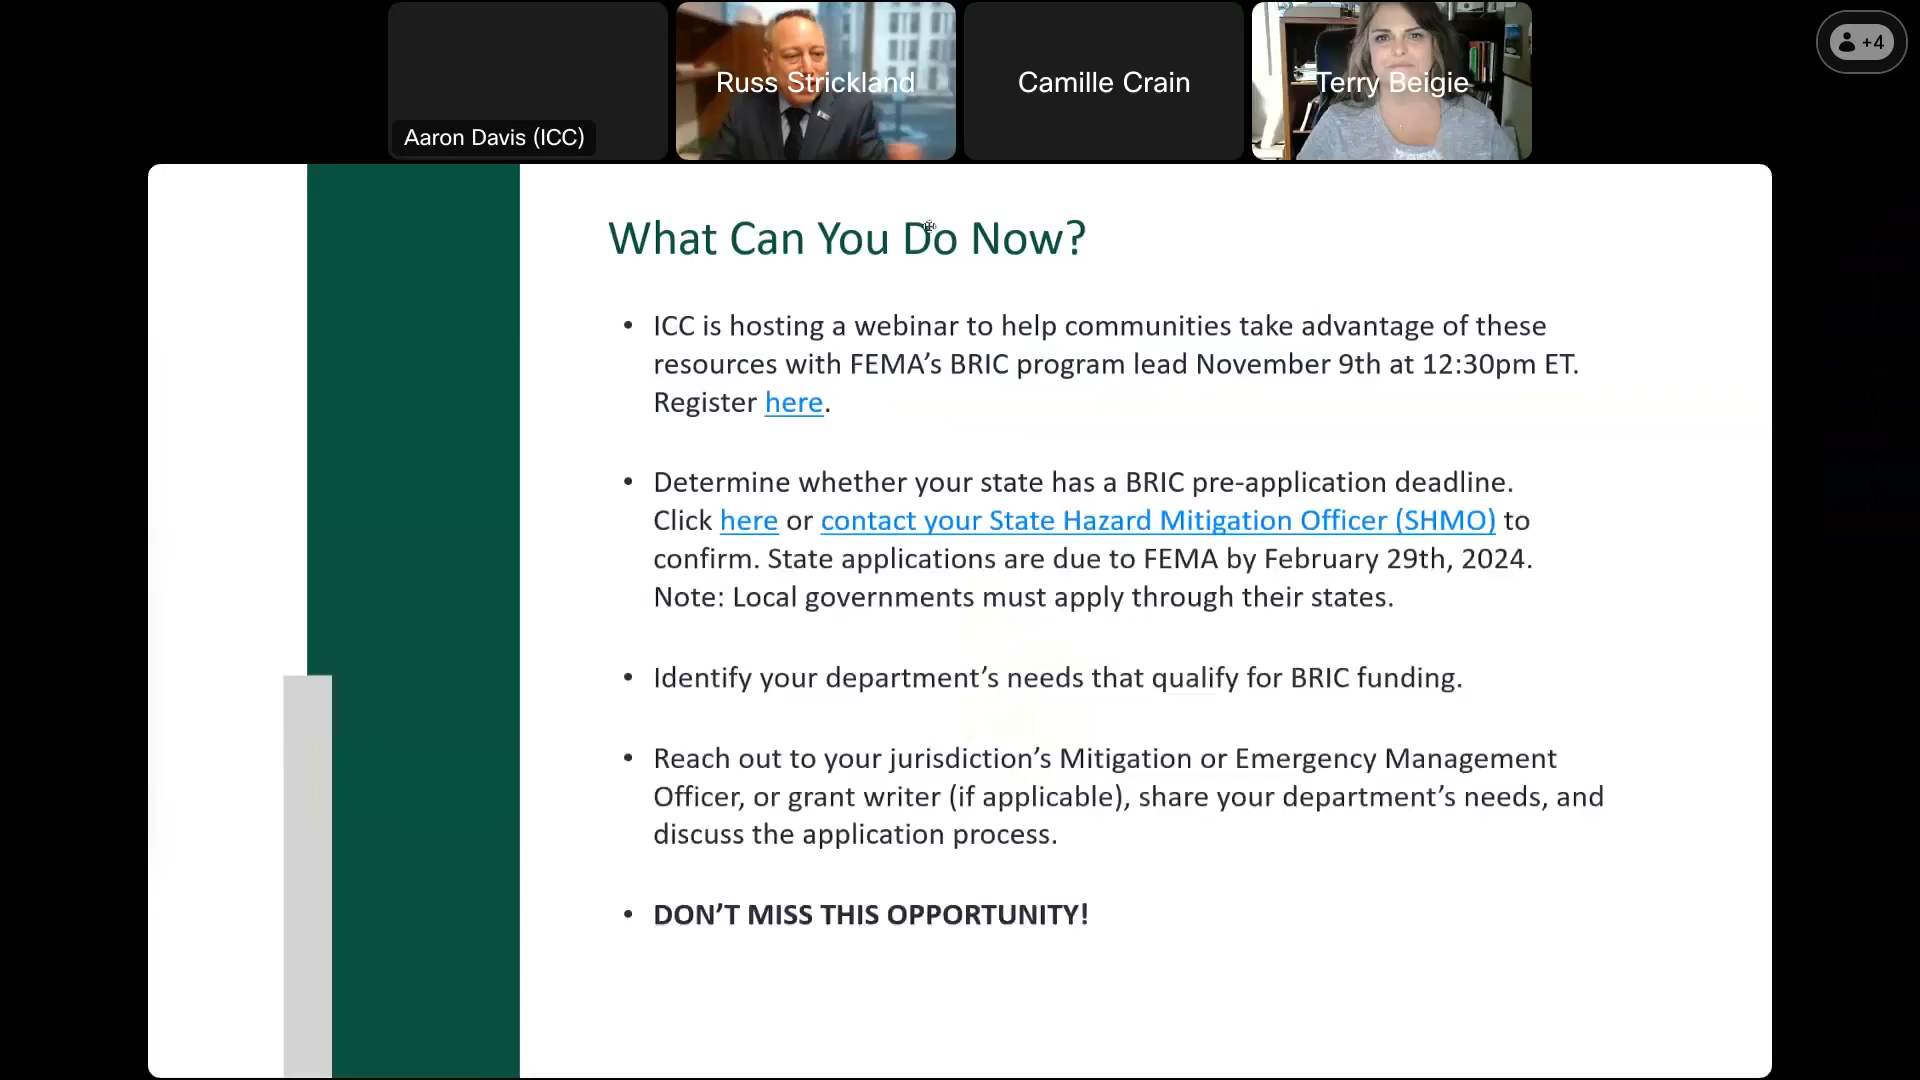 Aaron Davis (ICC)
Russ Strickland
Camille Crain
Terry Beigie
+4
What Can You Do Now?
• ICC is hosting a webinar to help communities take advantage of these
resources with FEMA’s BRIC program lead November 9th at 12:30pm ET.
Register here.
• Determine whether your state has a BRIC pre-application deadline.
Click here or contact your State Hazard Mitigation Officer (SHMO) to
confirm. State applications are due to FEMA by February 29th, 2024.
Note: Local governments must apply through their states.
• Identify your department’s needs that qualify for BRIC funding.
• Reach out to your jurisdiction’s Mitigation or Emergency Management
Officer, or grant writer (if applicable), share your department’s needs, and
discuss the application process.
• DON’T MISS THIS OPPORTUNITY!